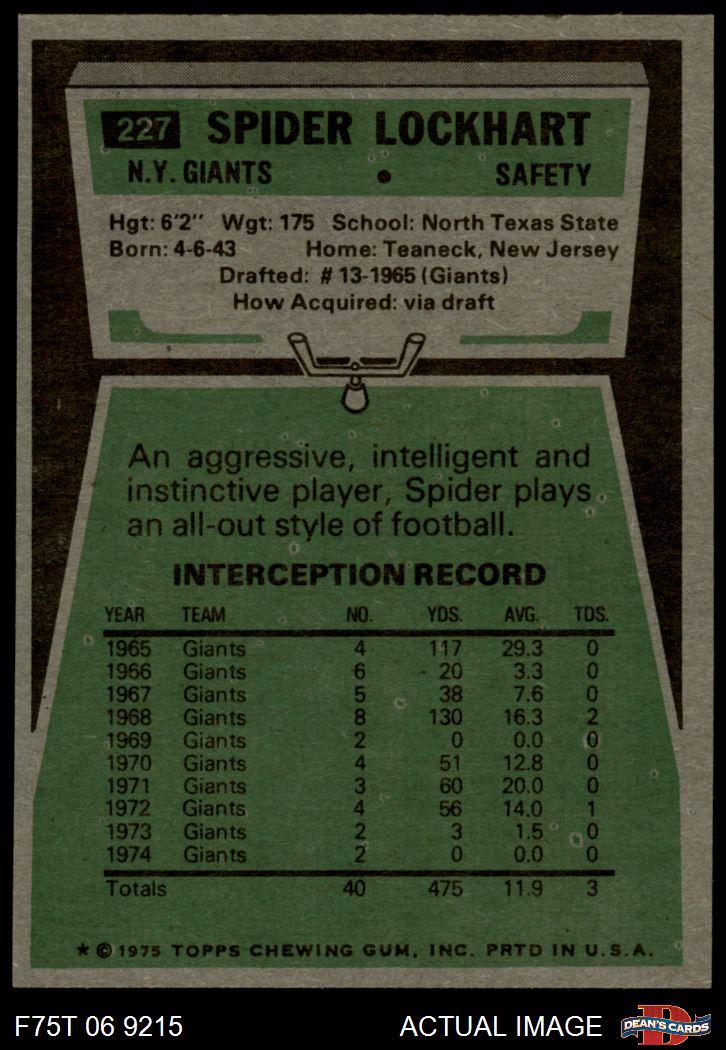 227 SPIDER LOCKHART
N.Y. GIANTS • SAFETY
Hgt: 6'2" Wgt: 175 School: North Texas State
Born: 4-6-43 Home: Teaneck, New Jersey
Drafted: #13-1965 (Giants)
How Acquired: via draft
An aggressive, intelligent and
instinctive player, Spider plays
an all-out style of football.
INTERCEPTION RECORD
YEAR TEAM NO. YDS. AVG. TDS.
1965 Giants 4 117 29.3 0
1966 Giants 6 20 3.3 0
1967 Giants 5 38 7.6 0
1968 Giants 8 130 16.3 2
1969 Giants 2 0 0.0 0
1970 Giants 4 51 12.8 0
1971 Giants 3 60 20.0 0
1972 Giants 4 56 14.0 1
1973 Giants 2 3 1.5 0
1974 Giants 2 0 0.0 0
Totals 40 475 11.9 3
★ © 1975 TOPPS CHEWING GUM, INC. PRTD IN U.S.A.
F75T 06 9215 ACTUAL IMAGE D DEAN'S CARDS